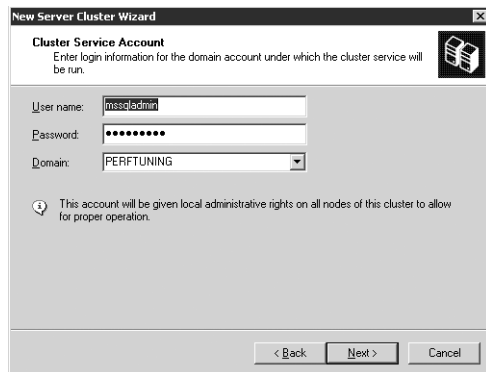 New Server Cluster Wizard
Cluster Service Account
Enter login information for the domain account under which the cluster service will
be run.
User name: mssqladmin
Password: •••••••••
Domain: PERFTUNING
This account will be given local administrative rights on all nodes of this cluster to allow
for proper operation.
< Back Next > Cancel